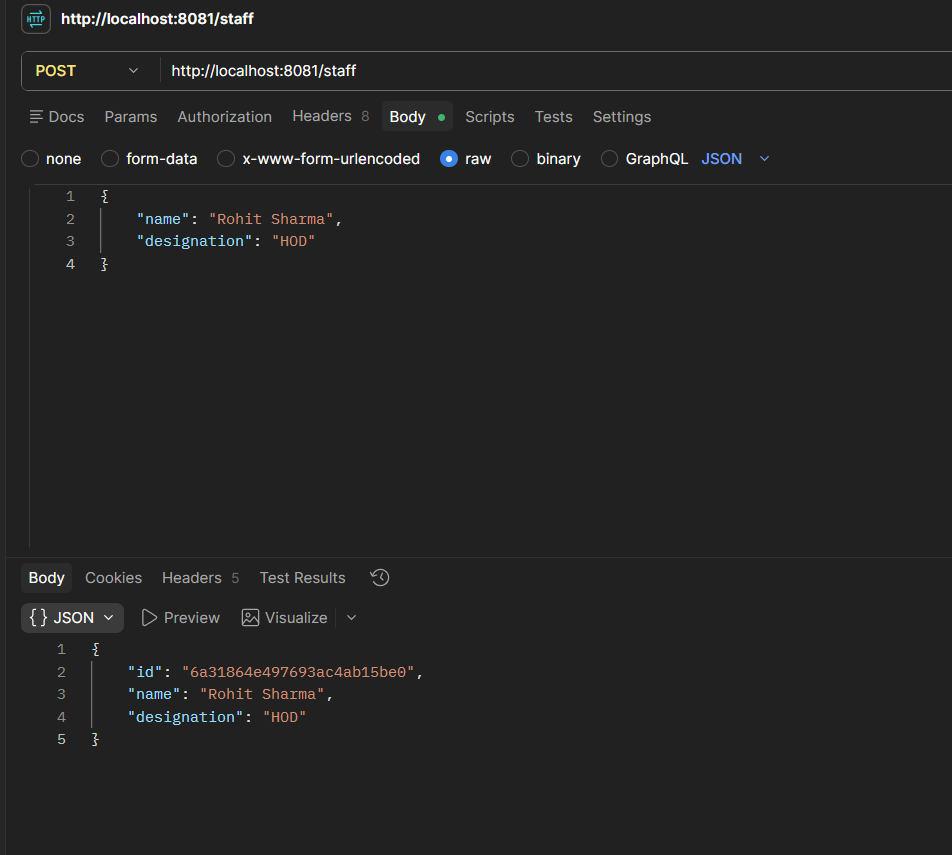 HTTP http://localhost:8081/staff
POST http://localhost:8081/staff
Docs Params Authorization Headers 8 Body Scripts Tests Settings
none form-data x-www-form-urlencoded raw binary GraphQL JSON
1 {
2 "name": "Rohit Sharma",
3 "designation": "HOD"
4 }
Body Cookies Headers 5 Test Results
{} JSON Preview Visualize
1 {
2 "id": "6a31864e497693ac4ab15be0",
3 "name": "Rohit Sharma",
4 "designation": "HOD"
5 }